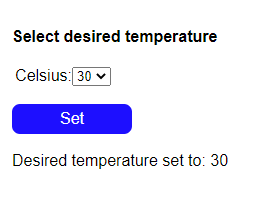 Select desired temperature
Celsius: 30
Set
Desired temperature set to: 30